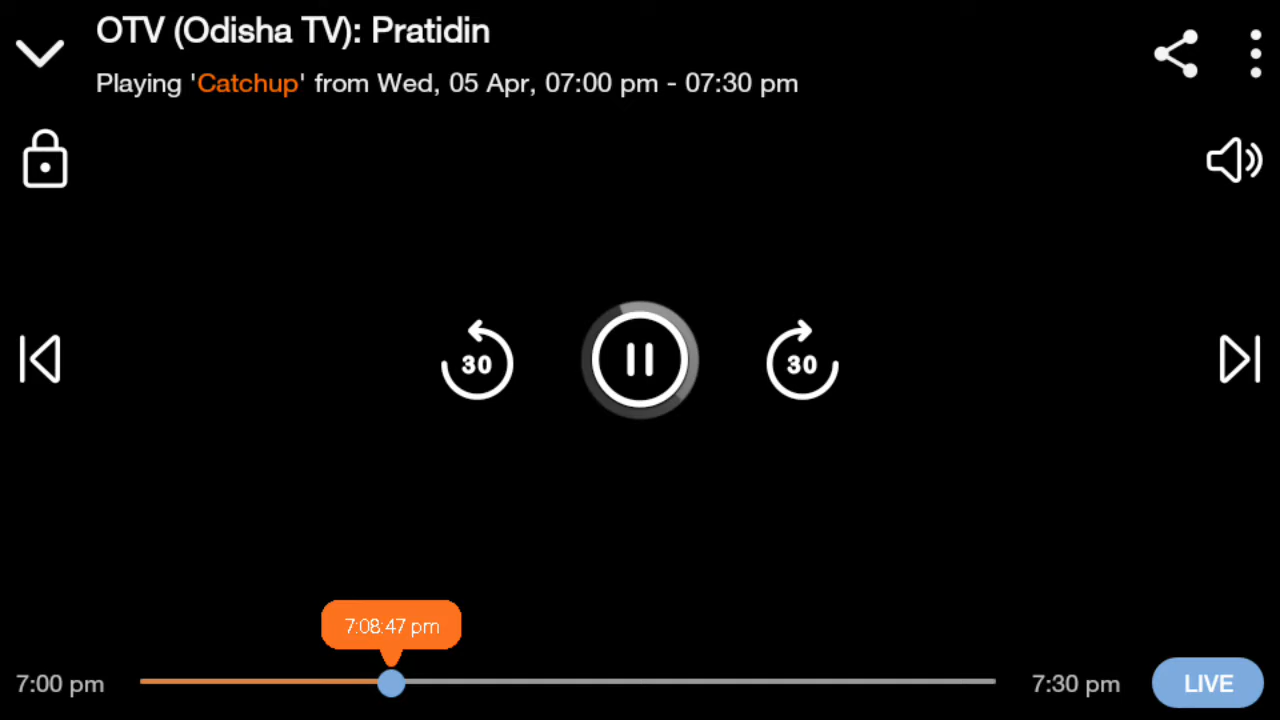 OTV (Odisha TV): Pratidin
Playing 'Catchup' from Wed, 05 Apr, 07:00 pm - 07:30 pm
30
30
7:08:47 pm
7:00 pm
7:30 pm
LIVE